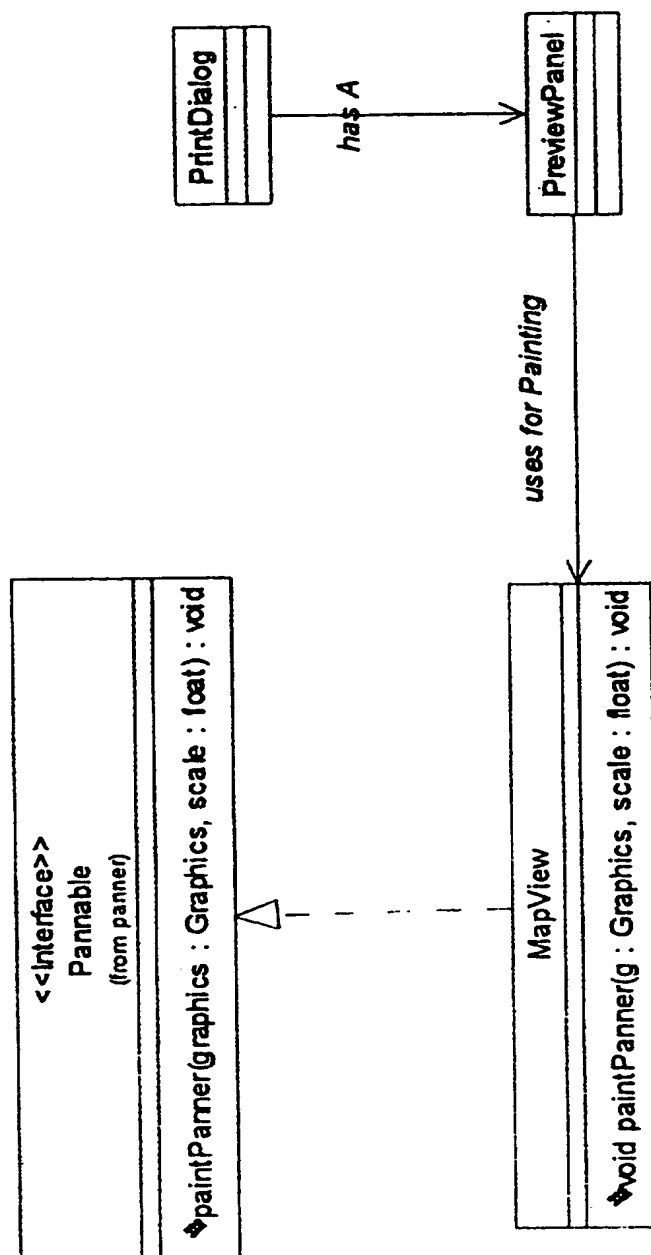 <<Interface>>
Pannable
(from panner)
paintPanner(graphics : Graphics, scale : float) : void
PrintDialog
has A
MapView
void paintPanner(g : Graphics, scale : float) : void
uses for Painting
PreviewPanel